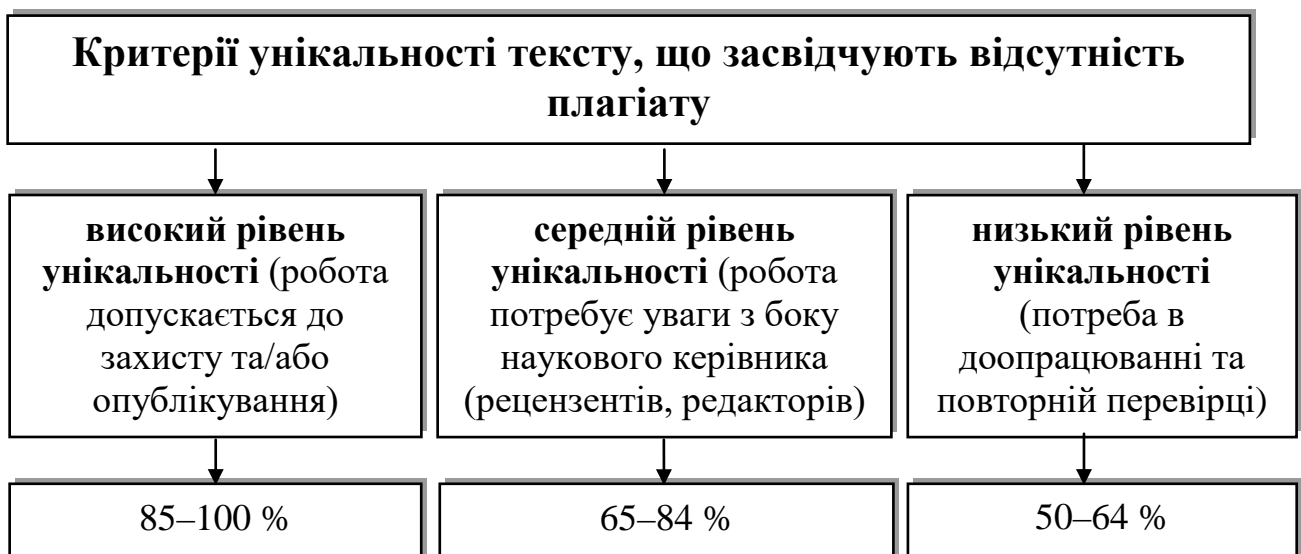 Критерії унікальності тексту, що засвідчують відсутність
плагіату
високий рівень
унікальності (робота
допускається до
захисту та/або
опублікування)
середній рівень
унікальності (робота
потребує уваги з боку
наукового керівника
(рецензентів, редакторів)
низький рівень
унікальності
(потреба в
доопрацюванні та
повторній перевірці)
85–100 %
65–84 %
50–64 %